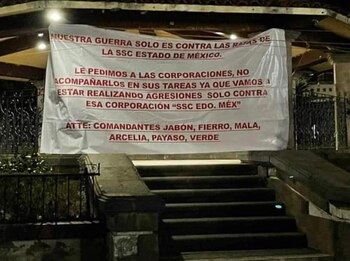 NUESTRA GUERRA SOLO ES CONTRA LAS RATAS DE
LA SSC ESTADO DE MÉXICO.
LÉ PEDIMOS A LAS CORPORACIONES, NO
ACOMPAÑARLOS EN SUS TAREAS YA QUE VAMOS A
ESTAR REALIZANDO AGRESIONES SOLO CONTRA
ESA CORPORACIÓN "SSC EDO. MÉX"
ATTE: COMANDANTES JABÓN, FIERRO, MALA,
ARCELIA, PAYASO, VERDE